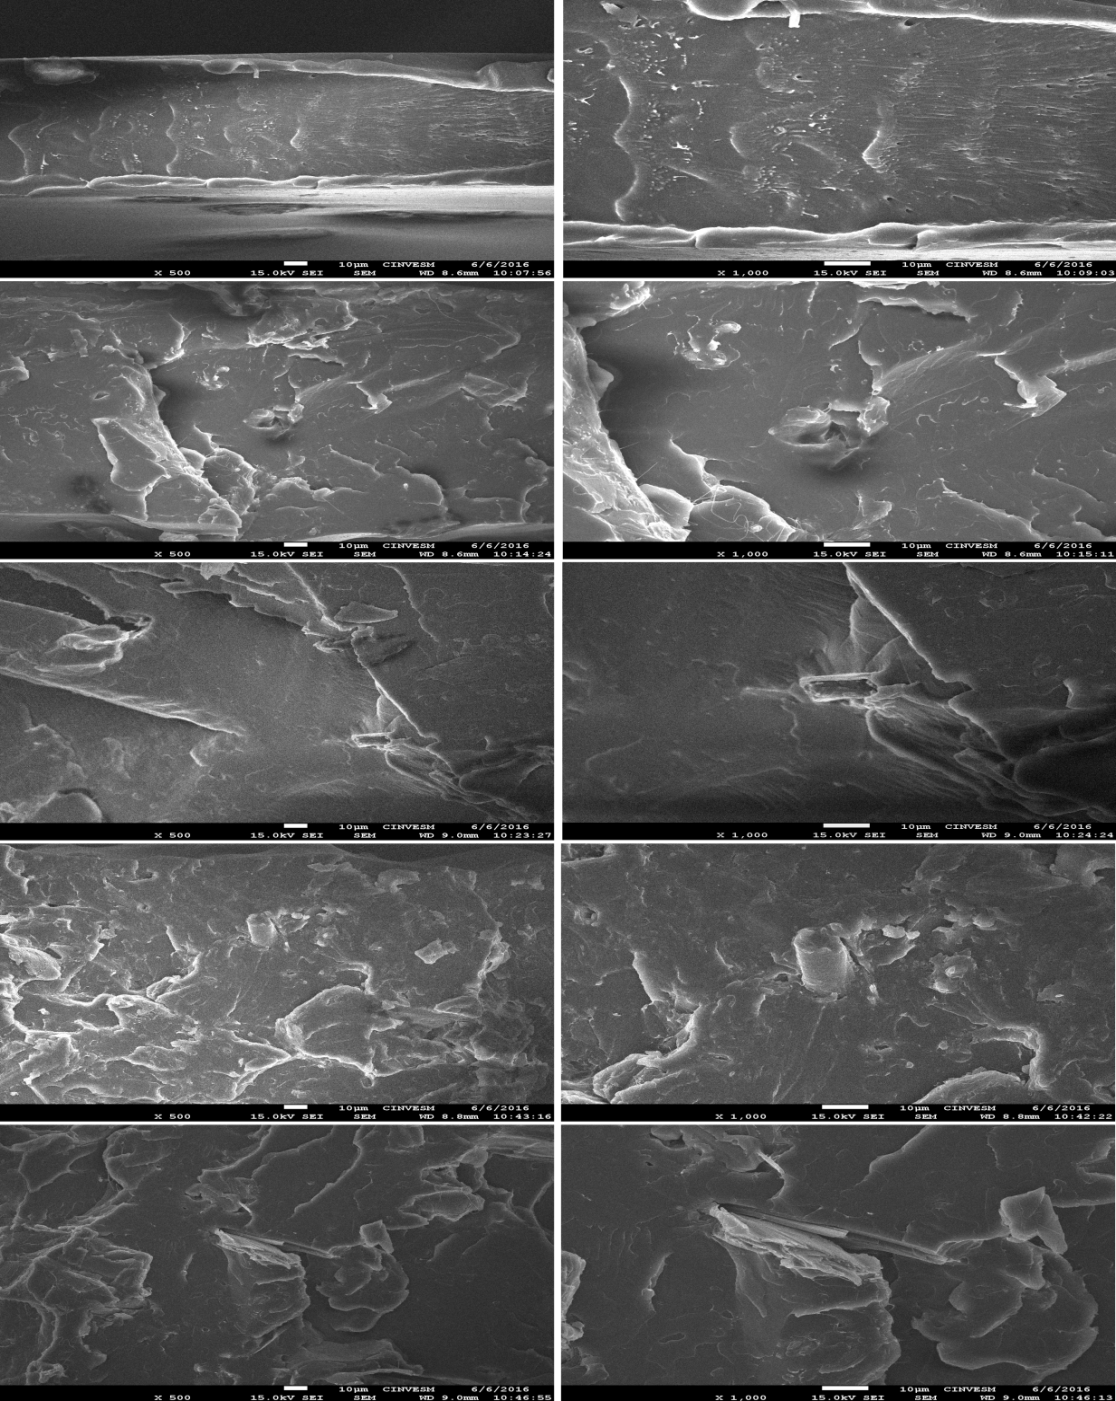 10µm CINVESM 6/6/2016
X 500 15.0kV SEI SEM WD 8.6mm 10:07:56
10µm CINVESM 6/6/2016
X 1,000 15.0kV SEI SEM WD 8.6mm 10:09:03
10µm CINVESM 6/6/2016
X 500 15.0kV SEI SEM WD 8.6mm 10:14:24
10µm CINVESM 6/6/2016
X 1,000 15.0kV SEI SEM WD 8.6mm 10:15:11
10µm CINVESM 6/6/2016
X 500 15.0kV SEI SEM WD 9.0mm 10:23:27
10µm CINVESM 6/6/2016
X 1,000 15.0kV SEI SEM WD 9.0mm 10:24:24
10µm CINVESM 6/6/2016
X 500 15.0kV SEI SEM WD 8.8mm 10:43:16
10µm CINVESM 6/6/2016
X 1,000 15.0kV SEI SEM WD 8.8mm 10:42:22
10µm CINVESM 6/6/2016
X 500 15.0kV SEI SEM WD 9.0mm 10:46:55
10µm CINVESM 6/6/2016
X 1,000 15.0kV SEI SEM WD 9.0mm 10:46:13